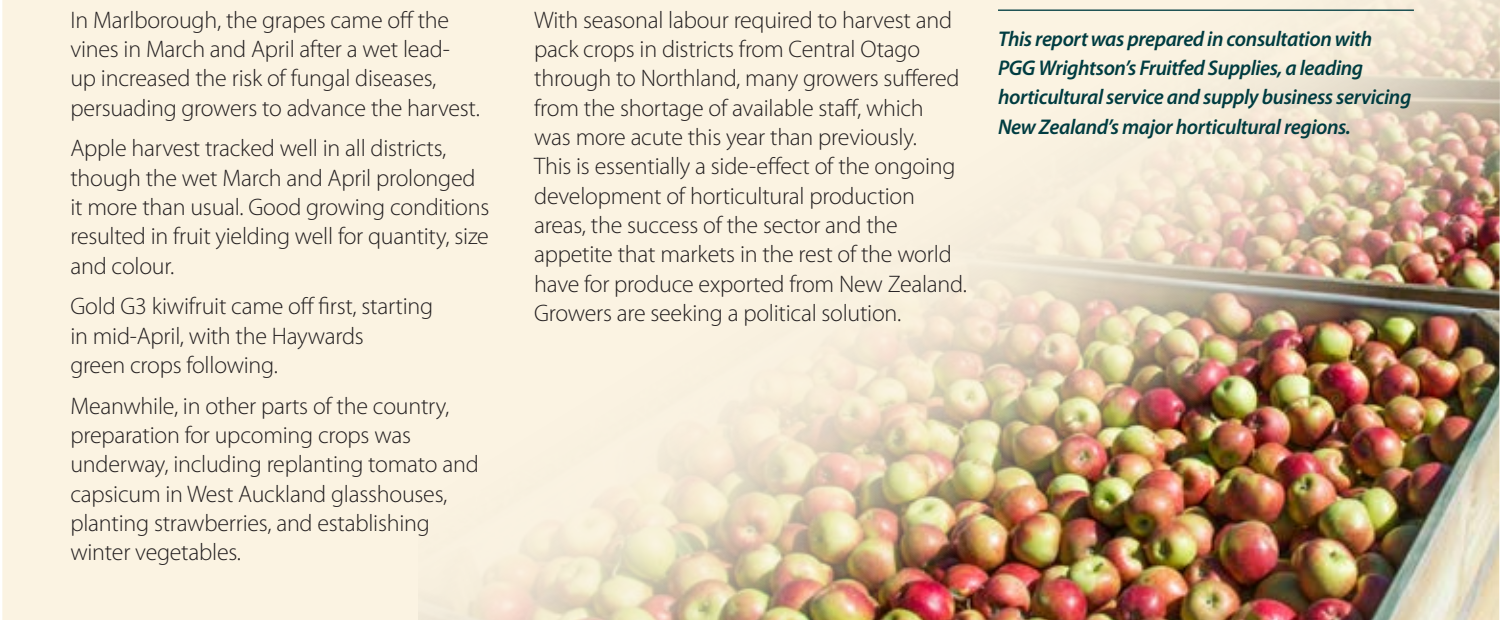 In Marlborough, the grapes came off the
vines in March and April after a wet lead-
up increased the risk of fungal diseases,
persuading growers to advance the harvest.
Apple harvest tracked well in all districts,
though the wet March and April prolonged
it more than usual. Good growing conditions
resulted in fruit yielding well for quantity, size
and colour.
Gold G3 kiwifruit came off first, starting
in mid-April, with the Haywards
green crops following.
Meanwhile, in other parts of the country,
preparation for upcoming crops was
underway, including replanting tomato and
capsicum in West Auckland glasshouses,
planting strawberries, and establishing
winter vegetables.
With seasonal labour required to harvest and
pack crops in districts from Central Otago
through to Northland, many growers suffered
from the shortage of available staff, which
was more acute this year than previously.
This is essentially a side-effect of the ongoing
development of horticultural production
areas, the success of the sector and the
appetite that markets in the rest of the world
have for produce exported from New Zealand.
Growers are seeking a political solution.
This report was prepared in consultation with
PGG Wrightson's Fruitfed Supplies, a leading
horticultural service and supply business servicing
New Zealand's major horticultural regions.